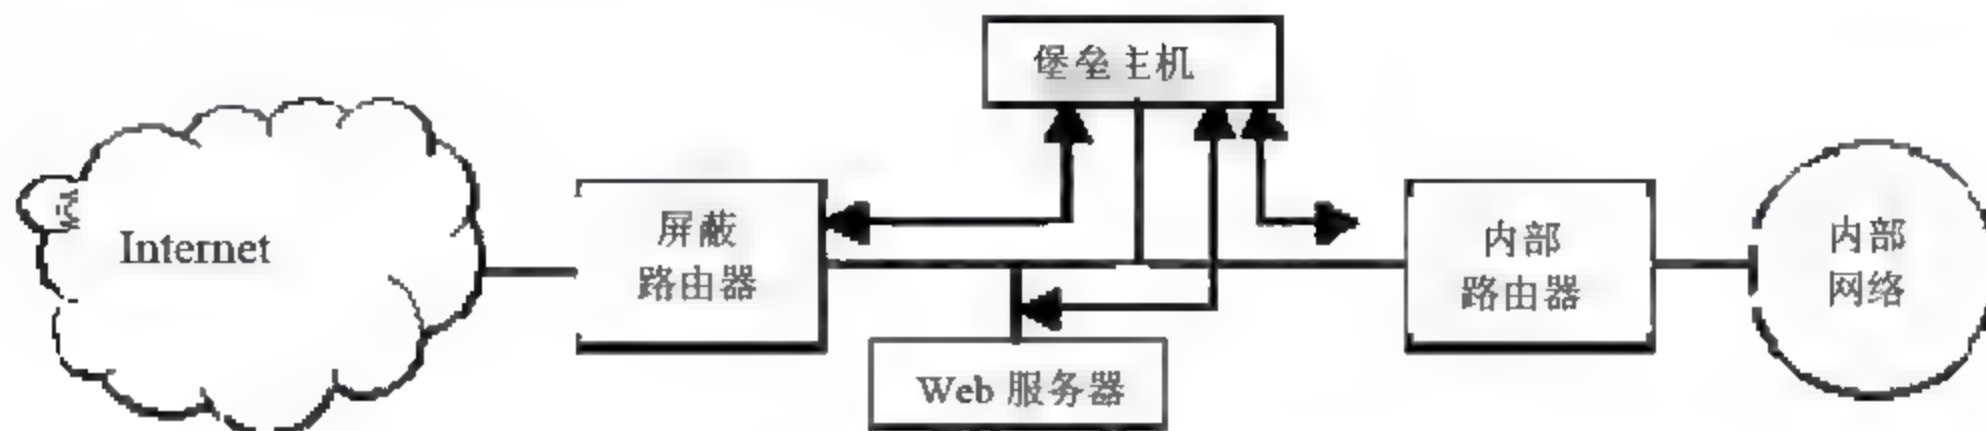 堡垒主机
Internet
屏蔽
路由器
内部
路由器
内部
网络
Web 服务器